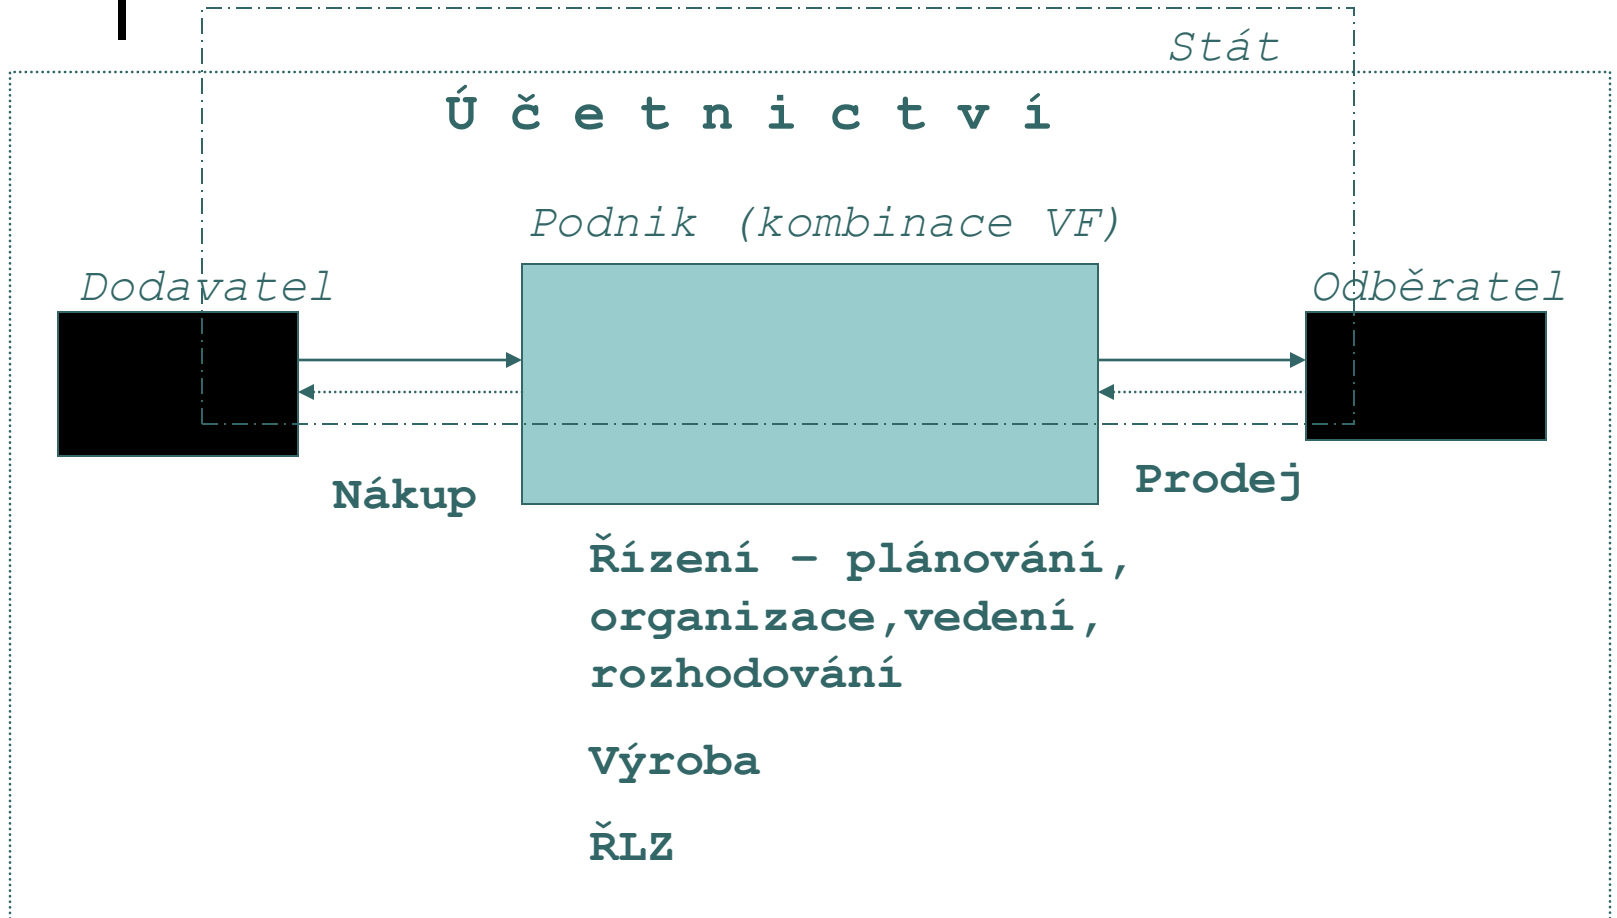 Stát
Ú č e t n i c t v í
Podnik (kombinace VF)
Dodavatel
Odběratel
Nákup
Prodej
Řízení – plánování,
organizace,vedení,
rozhodování
Výroba
ŘLZ